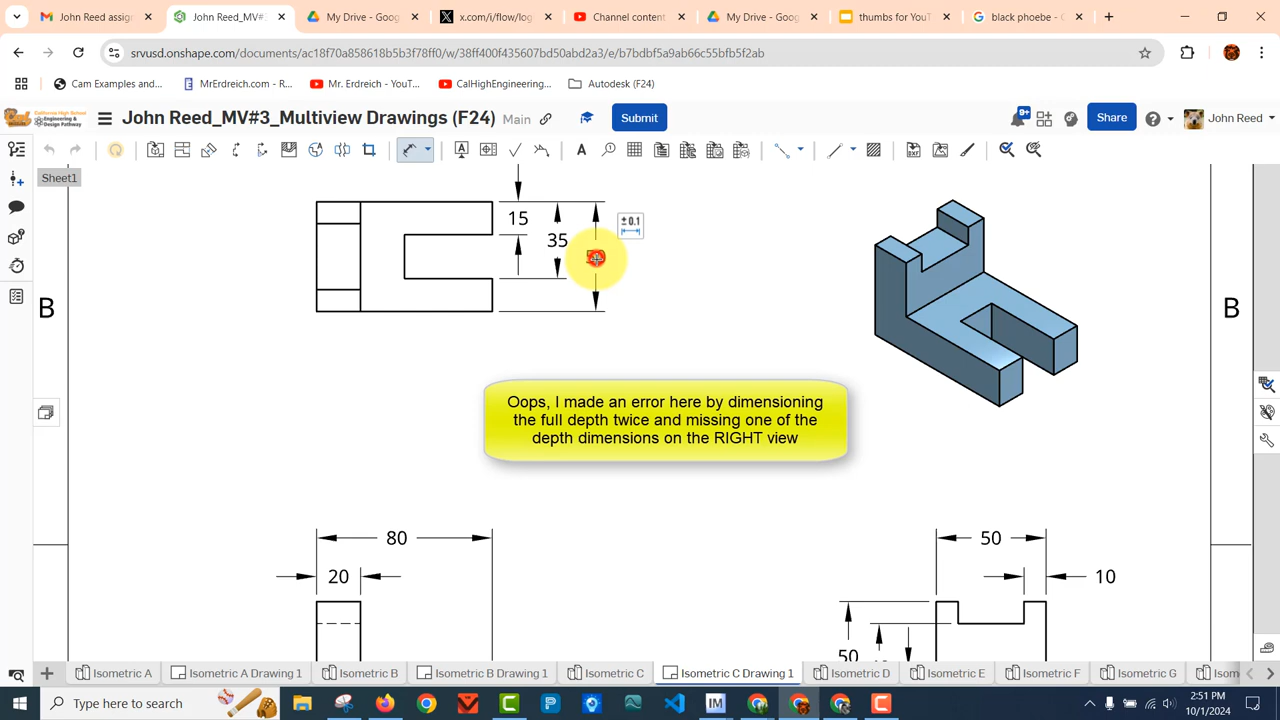 John Reed assign
John Reed_MV#3
My Drive - Goog
x.com/i/flow/log
Channel content
My Drive - Goog
thumbs for YouT
black phoebe - G
srvusd.onshape.com/documents/ac18f70a858618b5b3f78ff0/w/38ff400f435607bd50abd2a3/e/b7bdbf5a9ab66c55bfb5f2ab
Cam Examples and...
MrErdreich.com - R...
Mr. Erdreich - YouT...
CalHighEngineering...
Autodesk (F24)
John Reed_MV#3_Multiview Drawings (F24)
Main
Submit
9+
Share
John Reed
Sheet1
15
35
±0.1
B
B
Oops, I made an error here by dimensioning
the full depth twice and missing one of the
depth dimensions on the RIGHT view
80
50
20
10
50
Isometric A
Isometric A Drawing 1
Isometric B
Isometric B Drawing 1
Isometric C
Isometric C Drawing 1
Isometric D
Isometric E
Isometric F
Isometric G
Isom
Type here to search
2:51 PM
10/1/2024